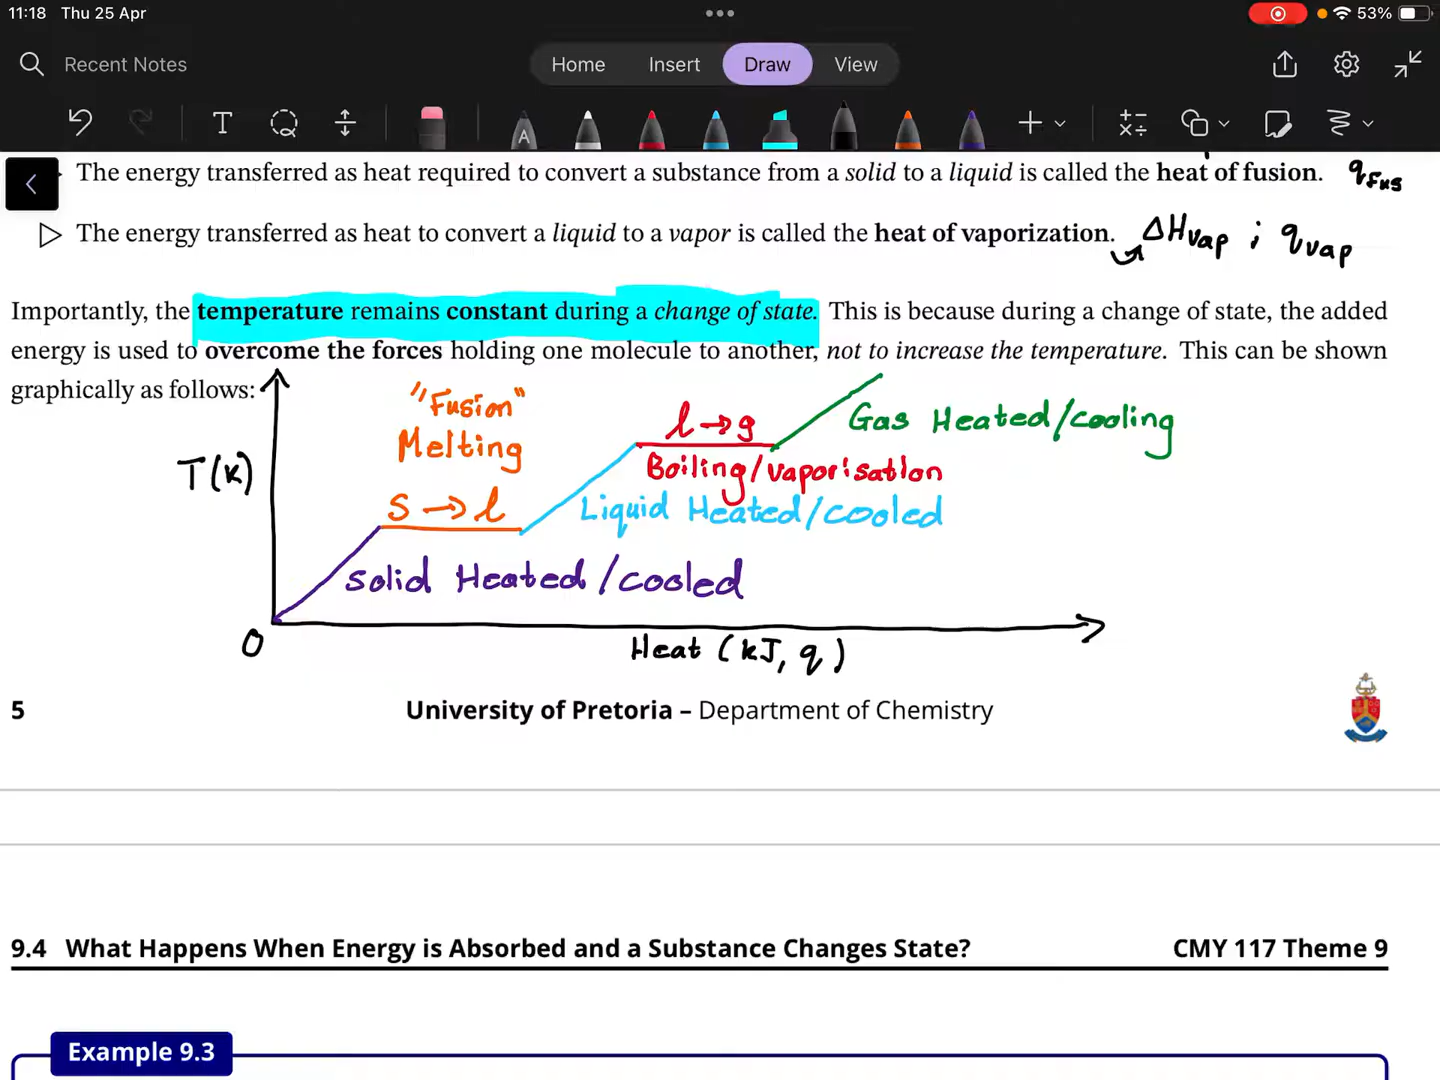 11:18 Thu 25 Apr
53%
Recent Notes
Home Insert Draw View
T
A
The energy transferred as heat required to convert a substance from a solid to a liquid is called the heat of fusion. qFus
▷ The energy transferred as heat to convert a liquid to a vapor is called the heat of vaporization. ΔHvap ; qvap
Importantly, the temperature remains constant during a change of state. This is because during a change of state, the added
energy is used to overcome the forces holding one molecule to another, not to increase the temperature. This can be shown
graphically as follows:
"Fusion"
Melting
l → g
Gas Heated/cooling
T(K)
Boiling/vaporisation
s → l
Liquid Heated/cooled
Solid Heated/cooled
0
Heat (kJ, q)
5 University of Pretoria – Department of Chemistry
9.4 What Happens When Energy is Absorbed and a Substance Changes State? CMY 117 Theme 9
Example 9.3